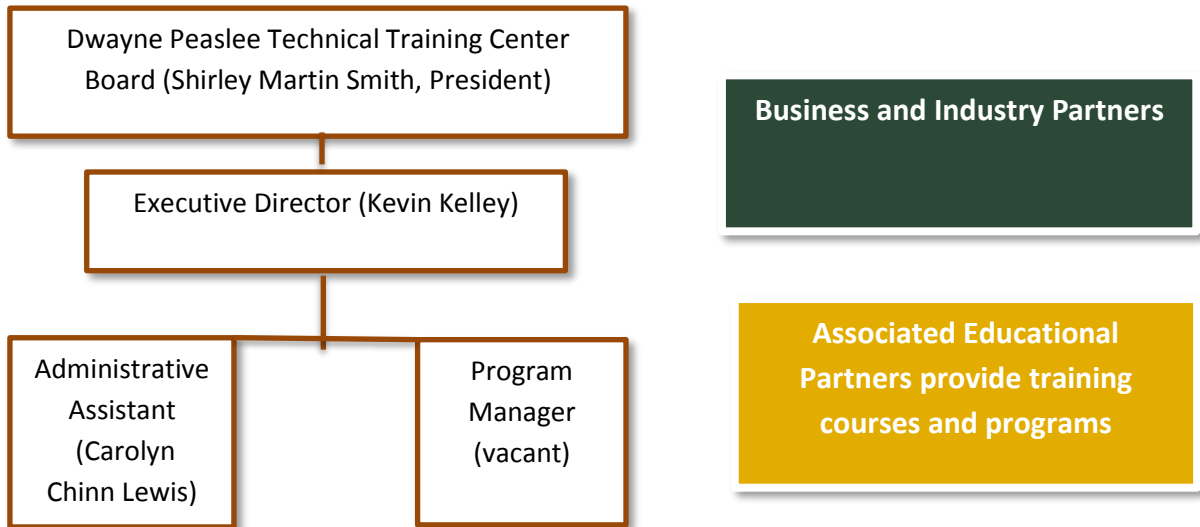 Dwayne Peaslee Technical Training Center
Board (Shirley Martin Smith, President)
Executive Director (Kevin Kelley)
Administrative
Assistant
(Carolyn
Chinn Lewis)
Program
Manager
(vacant)
Business and Industry Partners
Associated Educational
Partners provide training
courses and programs